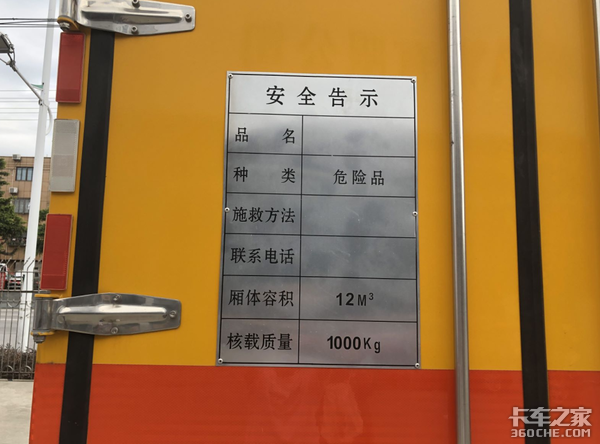 安全告示
品 名
种 类 危险品
施救方法
联系电话
厢体容积 12M³
核载质量 1000Kg
卡车之家
360CHE.COM